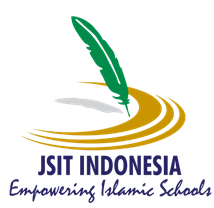 JSIT INDONESIA
Empowering Islamic Schools